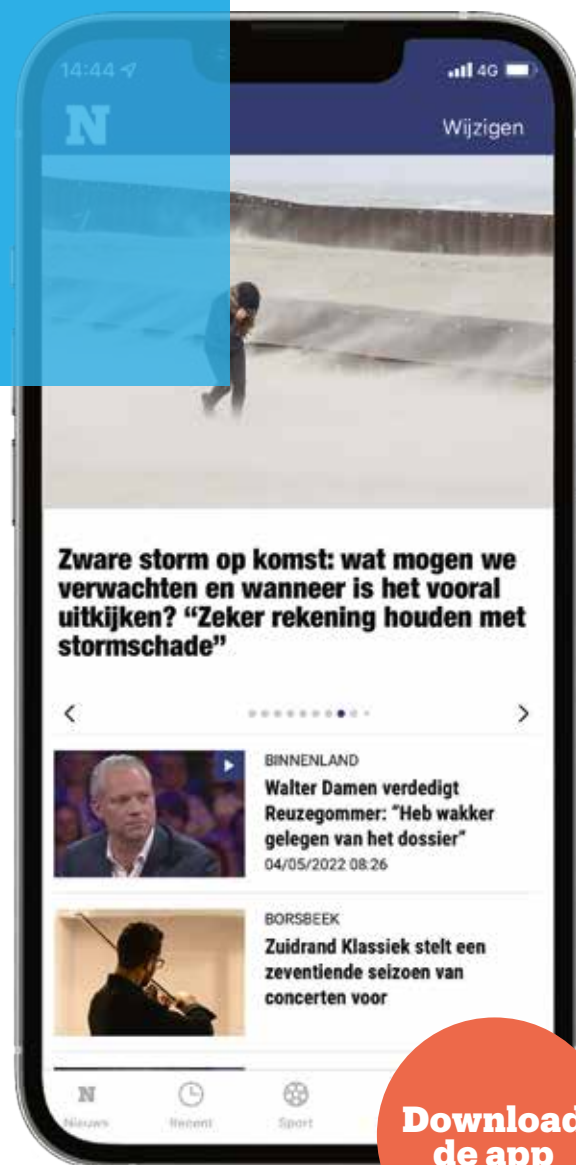 14:44
4G
N
Wijzigen
Zware storm op komst: wat mogen we
verwachten en wanneer is het vooral
uitkijken? “Zeker rekening houden met
stormschade”
BINNENLAND
Walter Damen verdedigt
Reuzegommer: “Heb wakker
gelegen van het dossier”
04/05/2022 08:26
BORSBEEK
Zuidrand Klassiek stelt een
zeventiende seizoen van
concerten voor
N
Nieuws
Recent
Sport
Download
de app